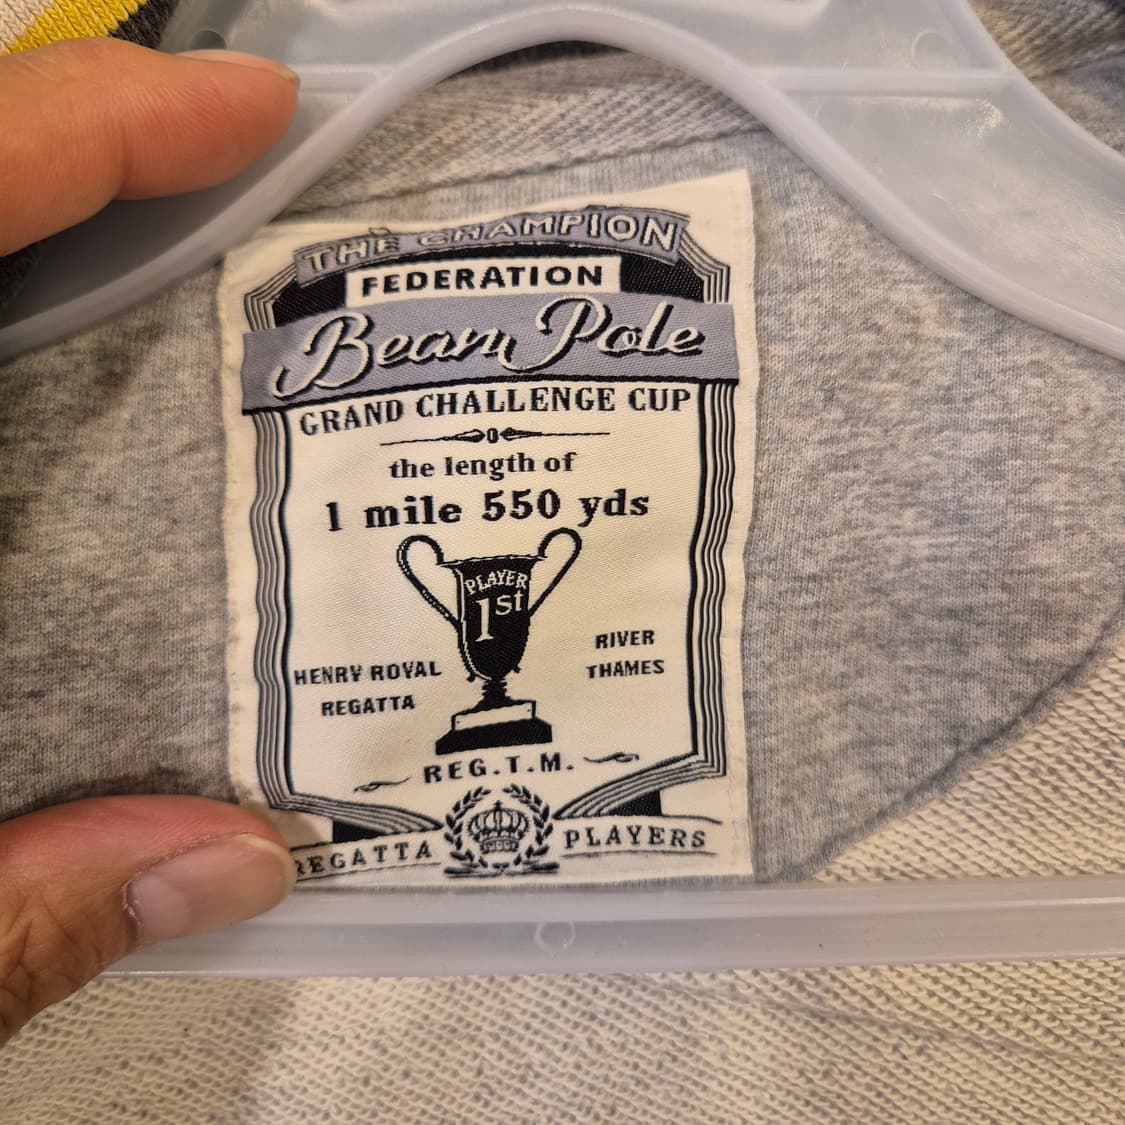 THE CHAMPION
FEDERATION
Beam Pole
GRAND CHALLENGE CUP
the length of
1 mile 550 yds
PLAYER
1st
HENRY ROYAL
REGATTA
RIVER
THAMES
REG.T.M.
REGATTA PLAYERS